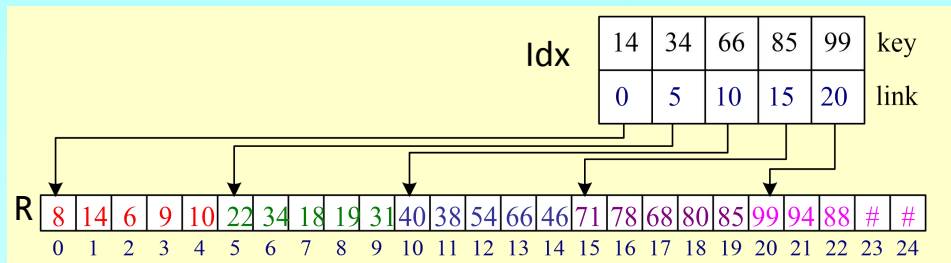 Idx 14 34 66 85 99 key
0 5 10 15 20 link
R 8 14 6 9 10 22 34 18 19 31 40 38 54 66 46 71 78 68 80 85 99 94 88 # #
0 1 2 3 4 5 6 7 8 9 10 11 12 13 14 15 16 17 18 19 20 21 22 23 24